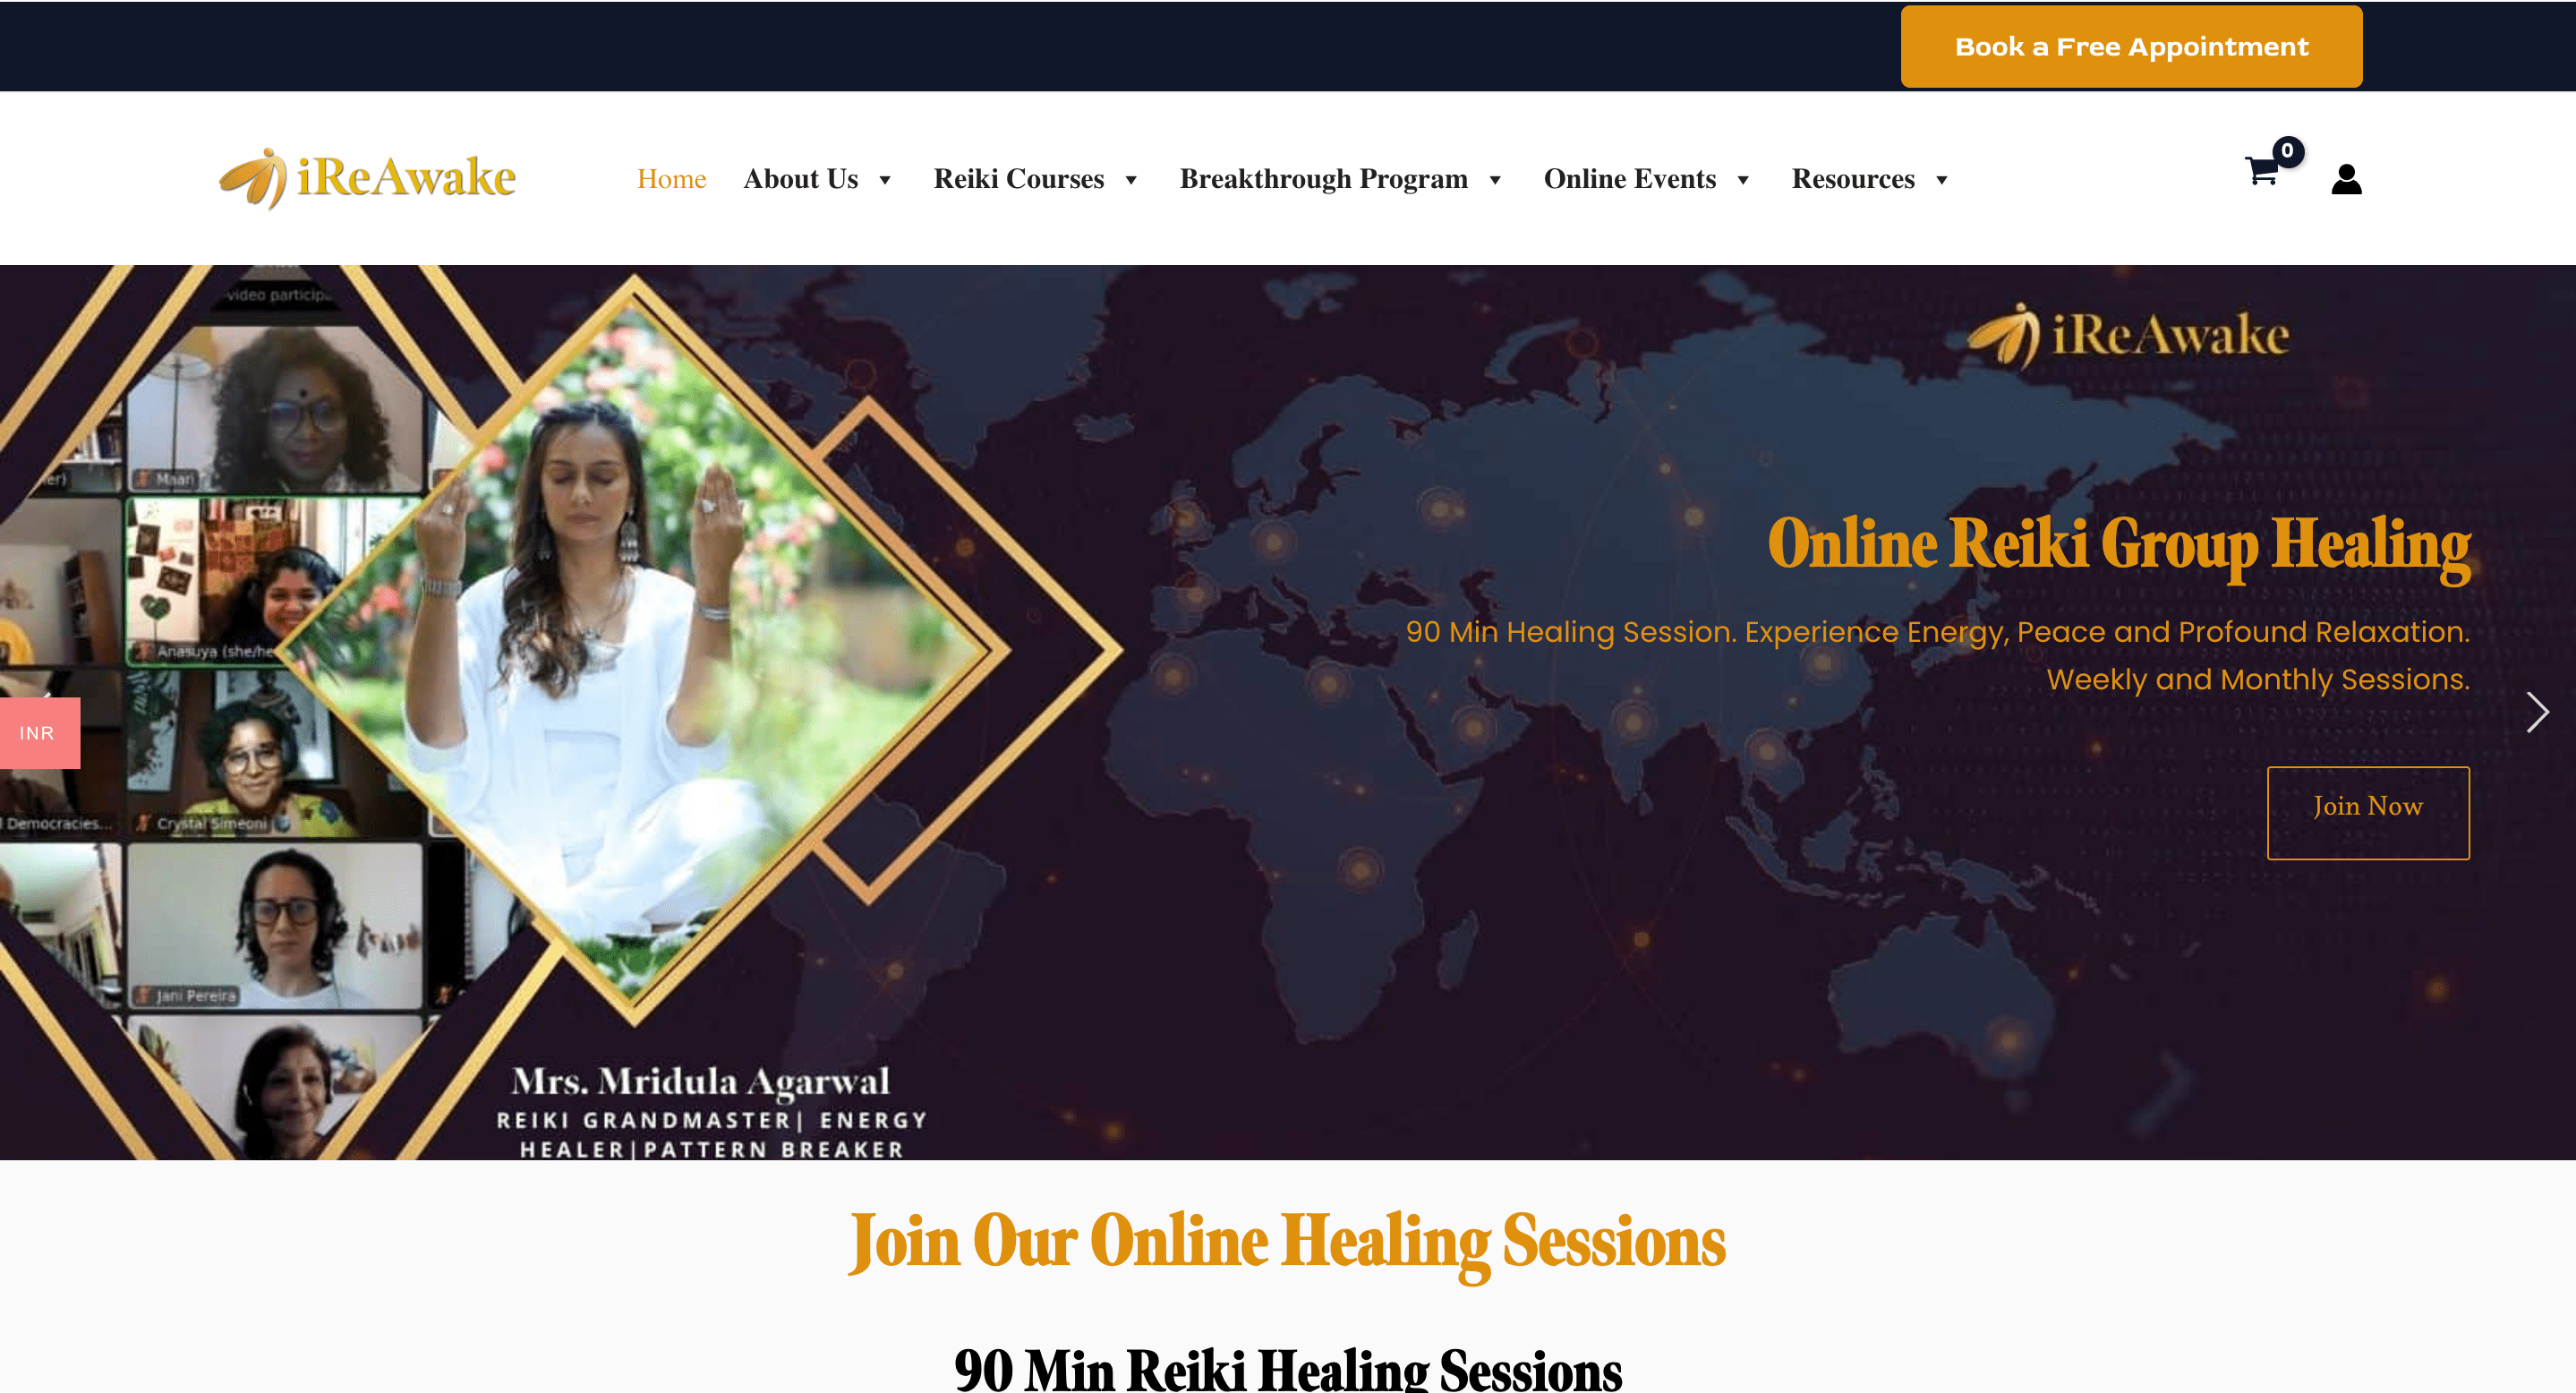 Book a Free Appointment
iReAwake
Home
About Us
Reiki Courses
Breakthrough Program
Online Events
Resources
0
video particip
iReAwake
Maari
Online Reiki Group Healing
90 Min Healing Session. Experience Energy, Peace and Profound Relaxation.
Anasuya (she/he
Weekly and Monthly Sessions.
INR
Join Now
Democracies...
Crystal Simeoni
Jani Pereira
Mrs. Mridula Agarwal
REIKI GRANDMASTER| ENERGY
HEALER|PATTERN BREAKER
Join Our Online Healing Sessions
90 Min Reiki Healing Sessions